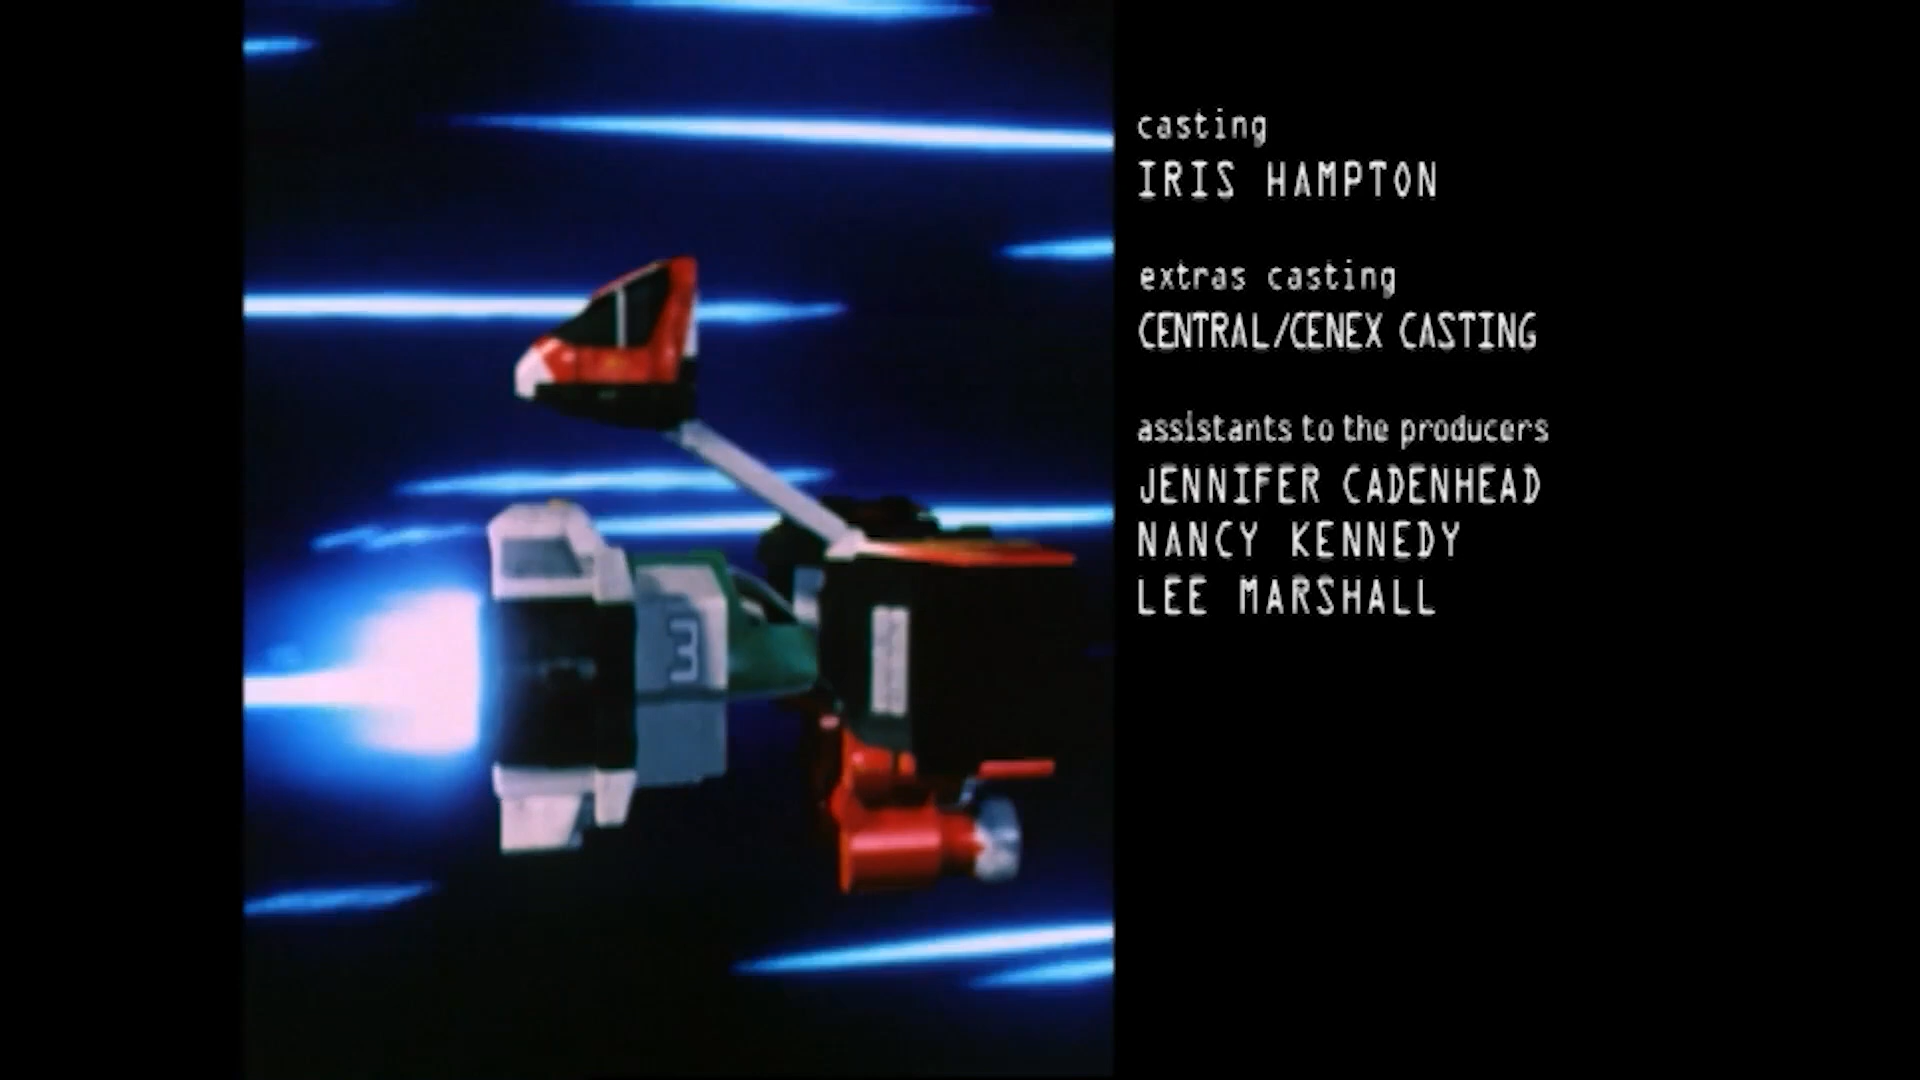 casting
IRIS HAMPTON
extras casting
CENTRAL/CENEX CASTING
assistants to the producers
JENNIFER CADENHEAD
NANCY KENNEDY
LEE MARSHALL